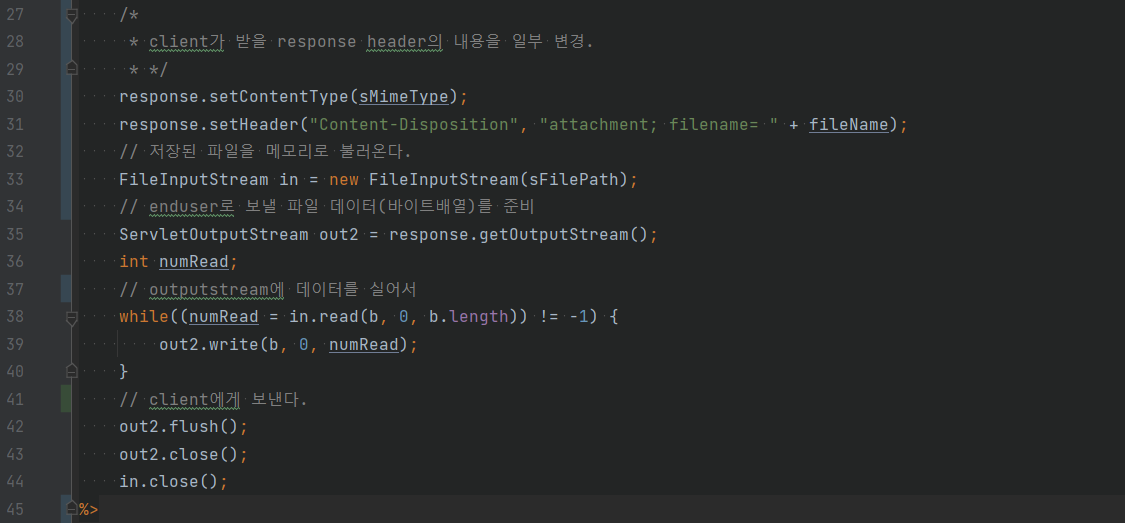 27 /*
28 * client가 받을 response header의 내용을 일부 변경.
29 * */
30 response.setContentType(sMimeType);
31 response.setHeader("Content-Disposition", "attachment; filename= " + fileName);
32 // 저장된 파일을 메모리로 불러온다.
33 FileInputStream in = new FileInputStream(sFilePath);
34 // enduser로 보낼 파일 데이터(바이트배열)를 준비
35 ServletOutputStream out2 = response.getOutputStream();
36 int numRead;
37 // outputstream에 데이터를 실어서
38 while((numRead = in.read(b, 0, b.length)) != -1) {
39 out2.write(b, 0, numRead);
40 }
41 // client에게 보낸다.
42 out2.flush();
43 out2.close();
44 in.close();
45 %>